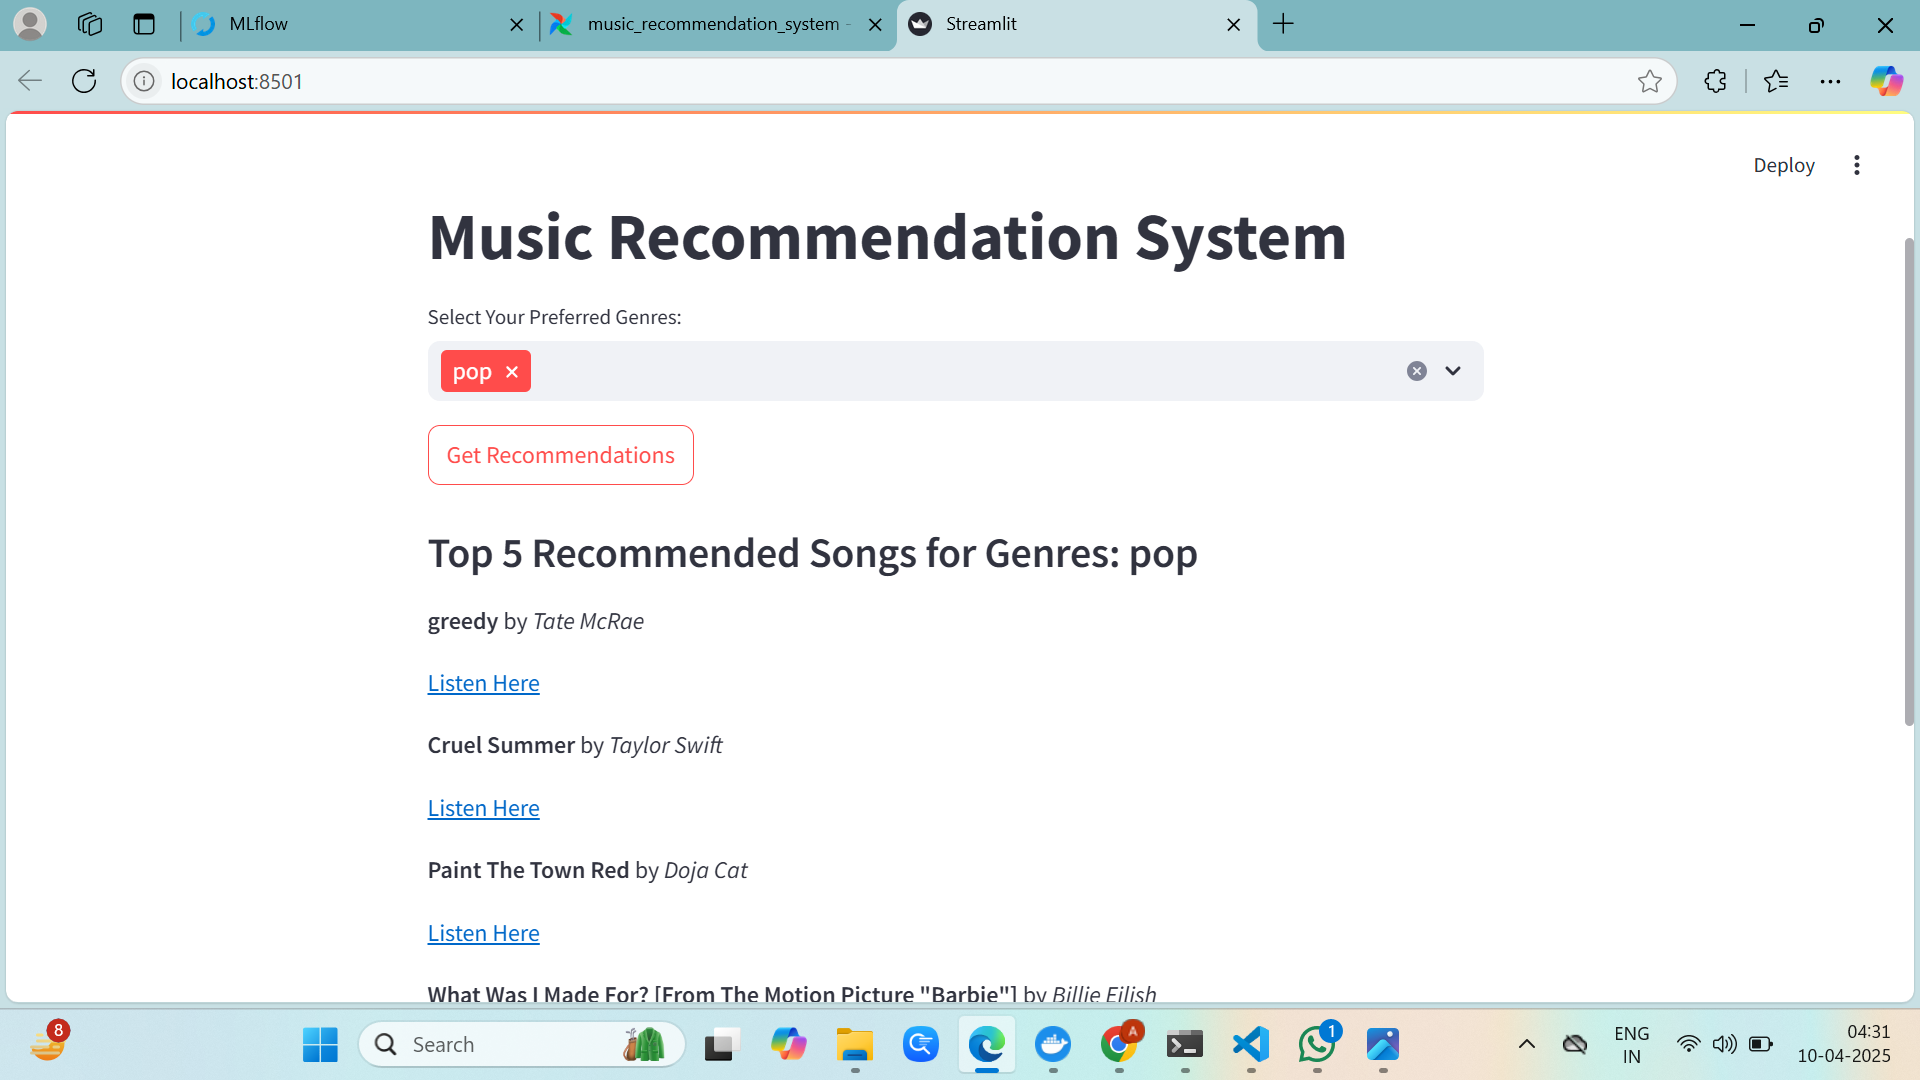 MLflow
music_recommendation_system -
Streamlit
localhost:8501
Deploy
Music Recommendation System
Select Your Preferred Genres:
pop
Get Recommendations
Top 5 Recommended Songs for Genres: pop
greedy by Tate McRae
Listen Here
Cruel Summer by Taylor Swift
Listen Here
Paint The Town Red by Doja Cat
Listen Here
What Was I Made For? [From The Motion Picture "Barbie"] by Billie Eilish
8
Search
A
1
ENG
IN
04:31
10-04-2025